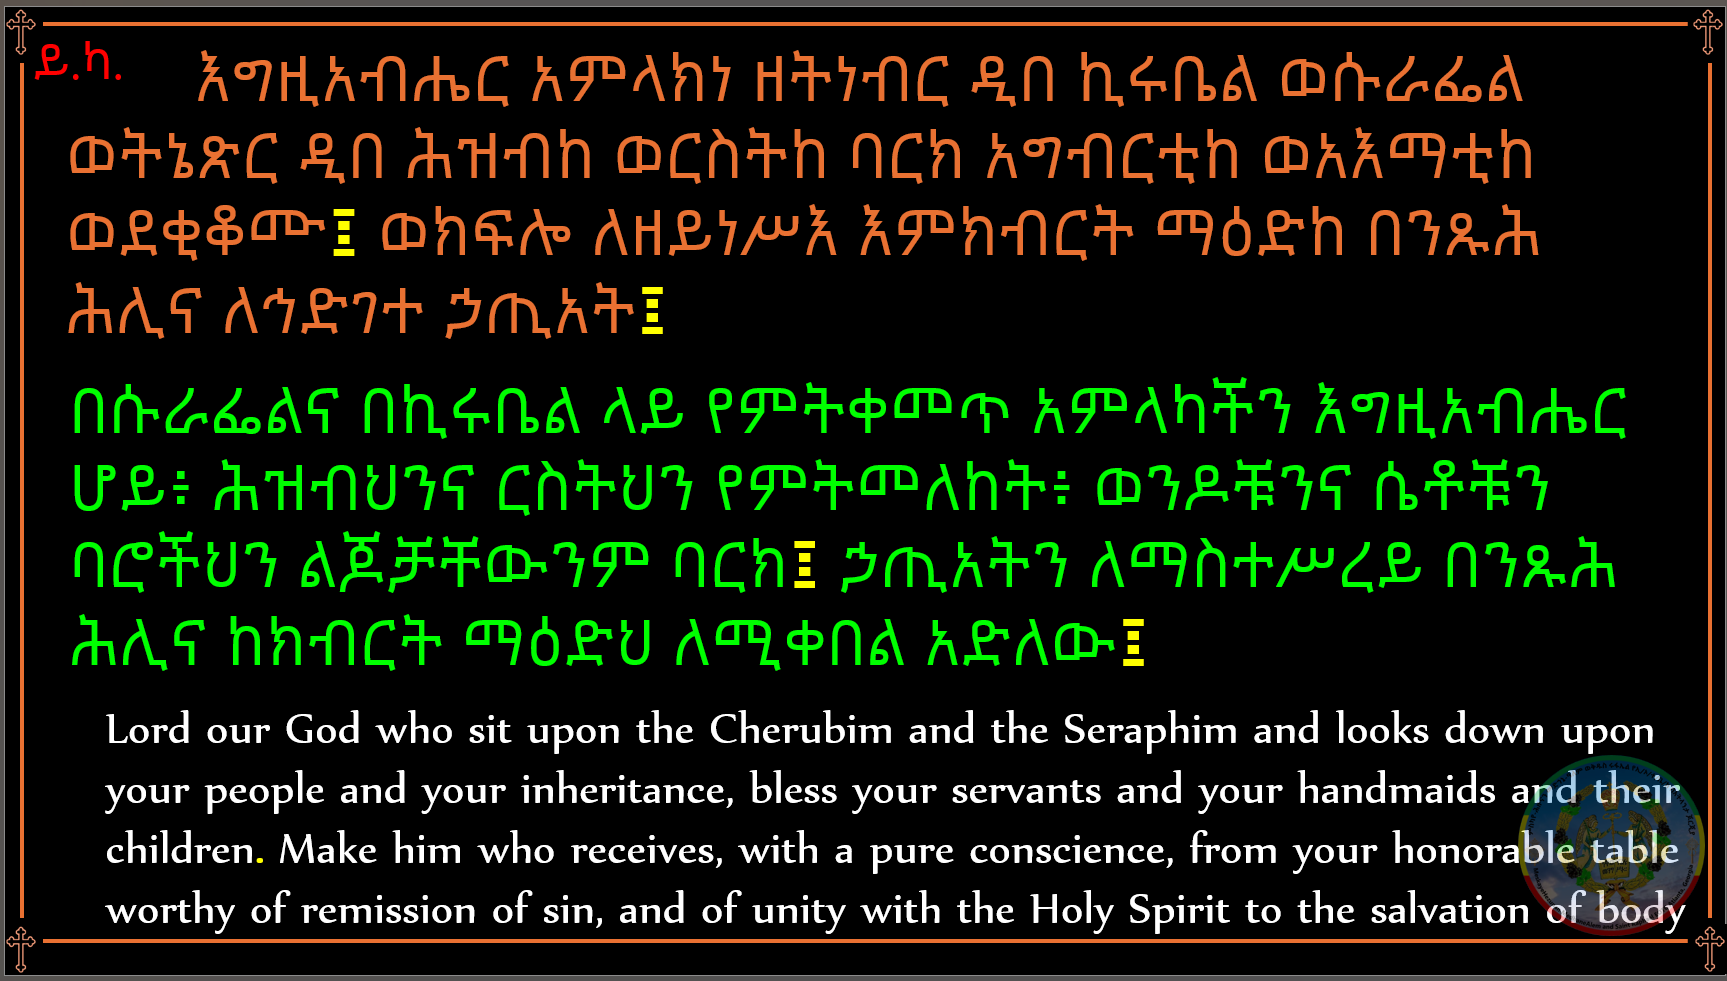 ይ.ካ.
እግዚአብሔር አምላክነ ዘትነብር ዲበ ኪሩቤል ወሱራፌል
ወትኔጽር ዲበ ሕዝብከ ወርስትከ ባርክ አግብርቲከ ወአእማቲከ
ወደቂቆሙ፤ ወክፍሎ ለዘይነሥእ እምክብርት ማዕድከ በንጹሕ
ሕሊና ለኅድገተ ኃጢአት፤
በሱራፌልና በኪሩቤል ላይ የምትቀመጥ አምላካችን እግዚአብሔር
ሆይ፥ ሕዝብህንና ርስትህን የምትመለከት፥ ወንዶቹንና ሴቶቹን
ባሮችህን ልጆቻቸውንም ባርክ፤ ኃጢአትን ለማስተሥረይ በንጹሕ
ሕሊና ከክብርት ማዕድህ ለሚቀበል አድለው፤
Lord our God who sit upon the Cherubim and the Seraphim and looks down upon
your people and your inheritance, bless your servants and your handmaids and their
children. Make him who receives, with a pure conscience, from your honorable table
worthy of remission of sin, and of unity with the Holy Spirit to the salvation of body